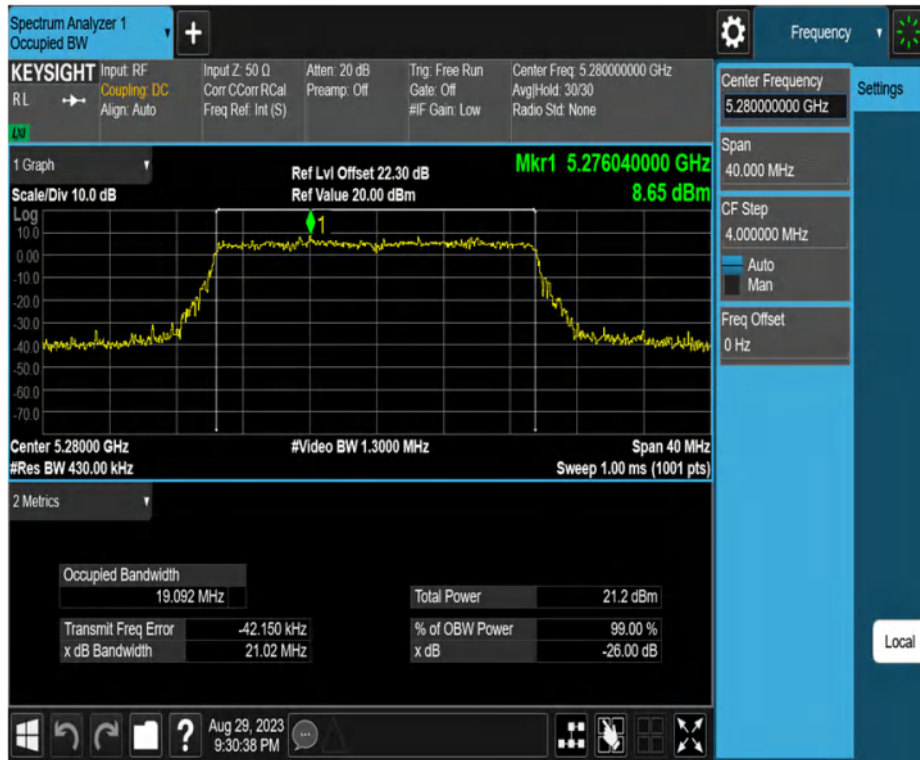 Spectrum Analyzer 1
Occupied BW
+
Frequency
KEYSIGHT
RL
LNI
Input: RF
Coupling: DC
Align: Auto
Input Z: 50 Ω
Corr CCorr RCal
Freq Ref: Int (S)
Atten: 20 dB
Preamp: Off
Trig: Free Run
Gate: Off
#IF Gain: Low
Center Freq: 5.280000000 GHz
Avg|Hold: 30/30
Radio Std: None
Center Frequency
5.280000000 GHz
Settings
Span
40.000 MHz
CF Step
4.000000 MHz
Auto
Man
Freq Offset
0 Hz
Local
1 Graph
Scale/Div 10.0 dB
Ref Lvl Offset 22.30 dB
Ref Value 20.00 dBm
Mkr1 5.276040000 GHz
8.65 dBm
Log
10.0
0.00
-10.0
-20.0
-30.0
-40.0
-50.0
-60.0
-70.0
1
Center 5.28000 GHz
#Video BW 1.3000 MHz
Span 40 MHz
#Res BW 430.00 kHz
Sweep 1.00 ms (1001 pts)
2 Metrics
Occupied Bandwidth
19.092 MHz
Total Power 21.2 dBm
Transmit Freq Error -42.150 kHz
% of OBW Power 99.00 %
x dB Bandwidth 21.02 MHz
x dB -26.00 dB
?
Aug 29, 2023
9:30:38 PM